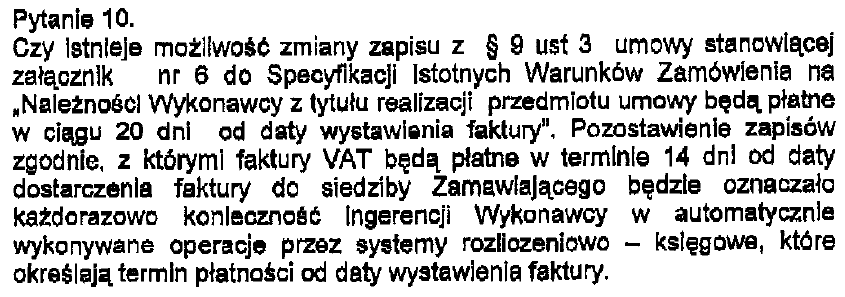 Pytanie 10.
Czy istnieje możliwość zmiany zapisu z § 9 ust 3 umowy stanowiącej
załącznik nr 6 do Specyfikacji Istotnych Warunków Zamówienia na
„Należności Wykonawcy z tytułu realizacji przedmiotu umowy będą płatne
w ciągu 20 dni od daty wystawienia faktury". Pozostawienie zapisów
zgodnie, z którymi faktury VAT będą płatne w terminie 14 dni od daty
dostarczenia faktury do siedziby Zamawiającego będzie oznaczało
każdorazowo konieczność ingerencji Wykonawcy w automatycznie
wykonywane operacje przez systemy rozliczeniowo – księgowe, które
określają termin płatności od daty wystawienia faktury.